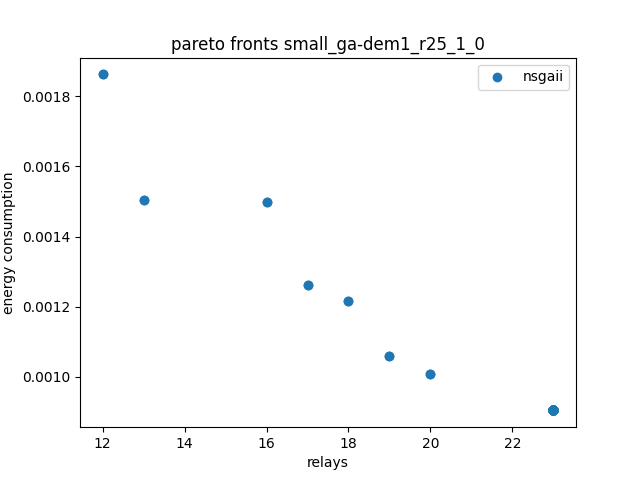 pareto fronts small_ga-dem1_r25_1_0
nsgaii
0.0018
0.0016
0.0014
0.0012
0.0010
energy consumption
12
14
16
18
20
22
relays